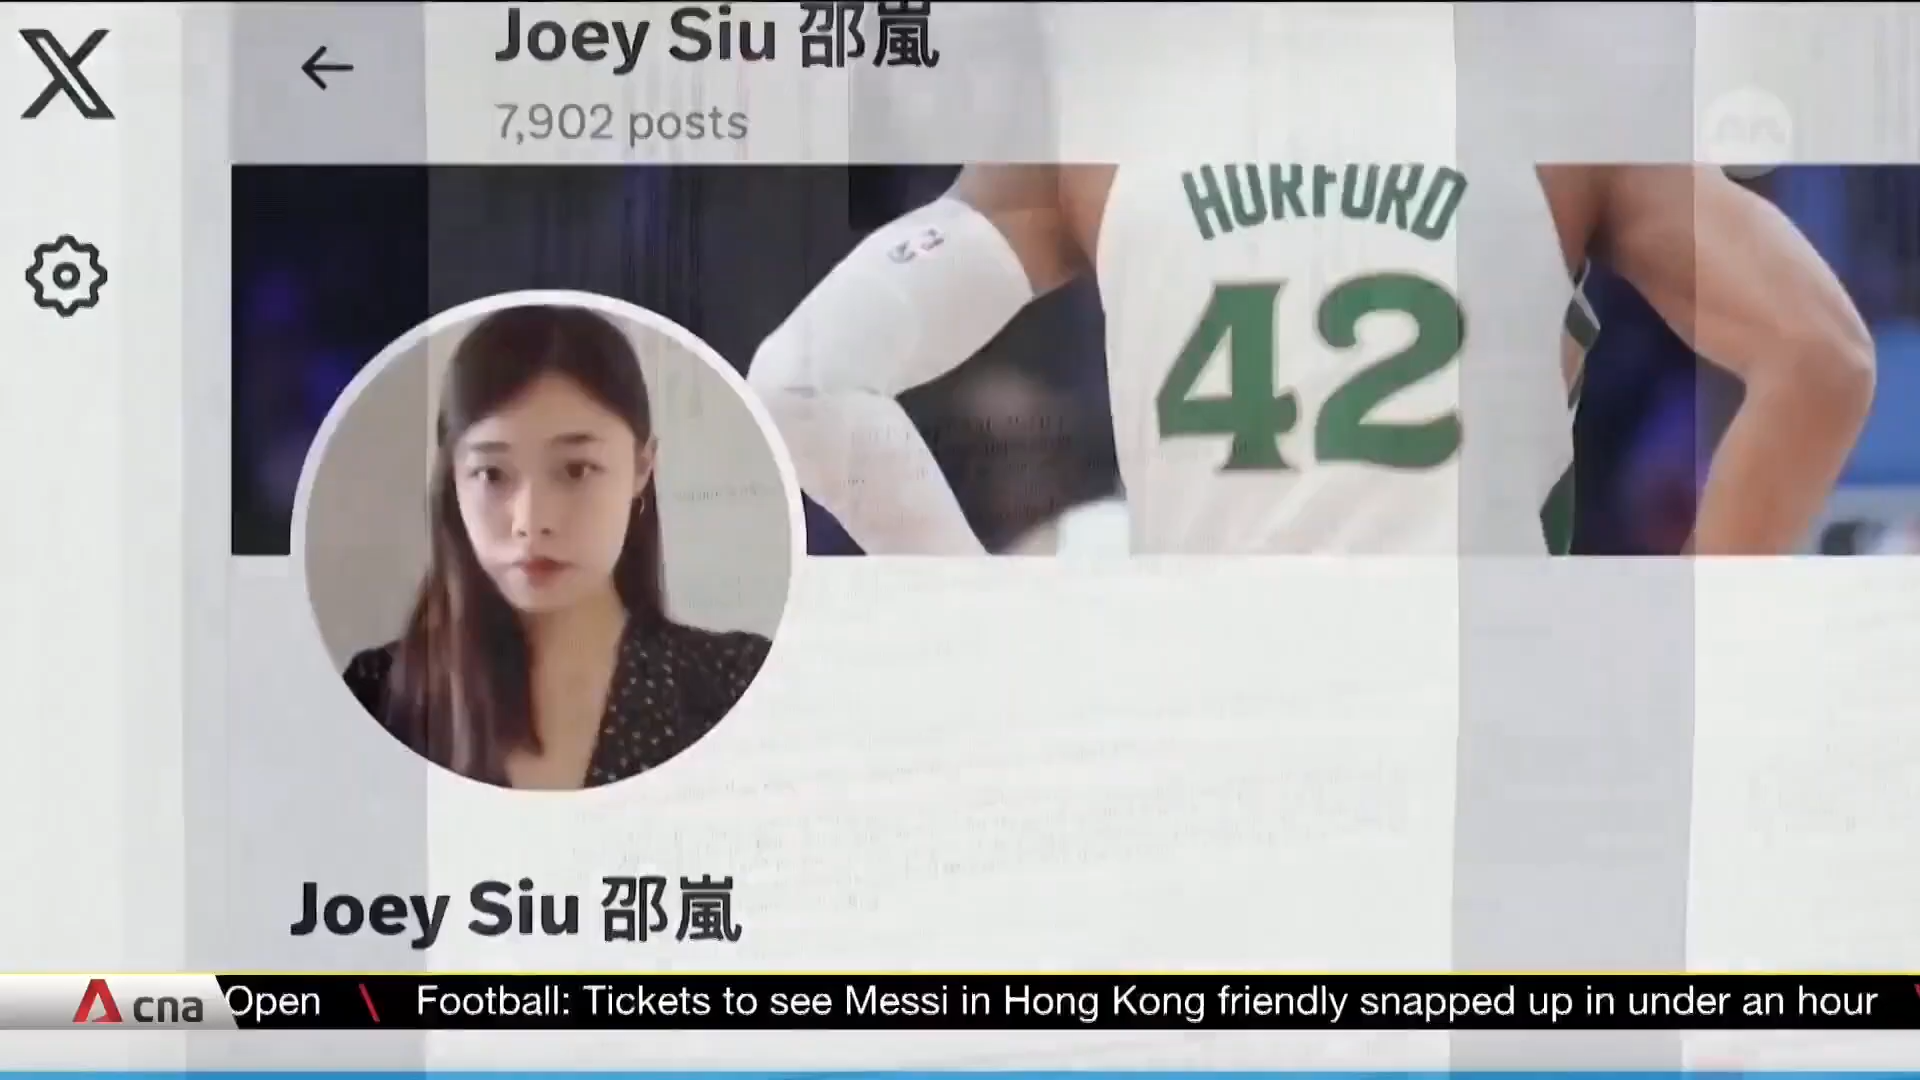 Joey Siu 邵嵐
7,902 posts
HORFORD
42
Joey Siu 邵嵐
cna
Open \ Football: Tickets to see Messi in Hong Kong friendly snapped up in under an hour